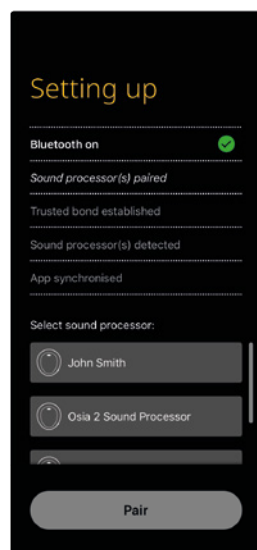 Setting up
Bluetooth on
Sound processor(s) paired
Trusted bond established
Sound processor(s) detected
App synchronised
Select sound processor:
John Smith
Osia 2 Sound Processor
Pair